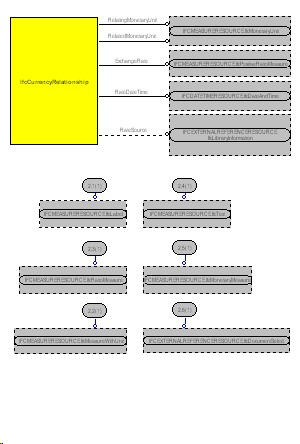 RelatingMonetaryUnit
IFCMEASURERESOURCE.IfcMonetaryUnit
RelatedMonetaryUnit
ExchangeRate
IFCMEASURERESOURCE.IfcPositiveRatioMeasure
IfcCurrencyRelationship
RateDateTime
IFCDATETIMERESOURCE.IfcDateAndTime
RateSource
IFCEXTERNALREFERENCERESOURCE.
IfcLibraryInformation
2,1(1)
2,4(1)
IFCMEASURERESOURCE.IfcLabel
IFCMEASURERESOURCE.IfcText
2,3(1)
2,5(1)
IFCMEASURERESOURCE.IfcRatioMeasure
IFCMEASURERESOURCE.IfcMonetaryMeasure
2,2(1)
2,6(1)
IFCMEASURERESOURCE.IfcMeasureWithUnit
IFCEXTERNALREFERENCERESOURCE.IfcDocumentSelect